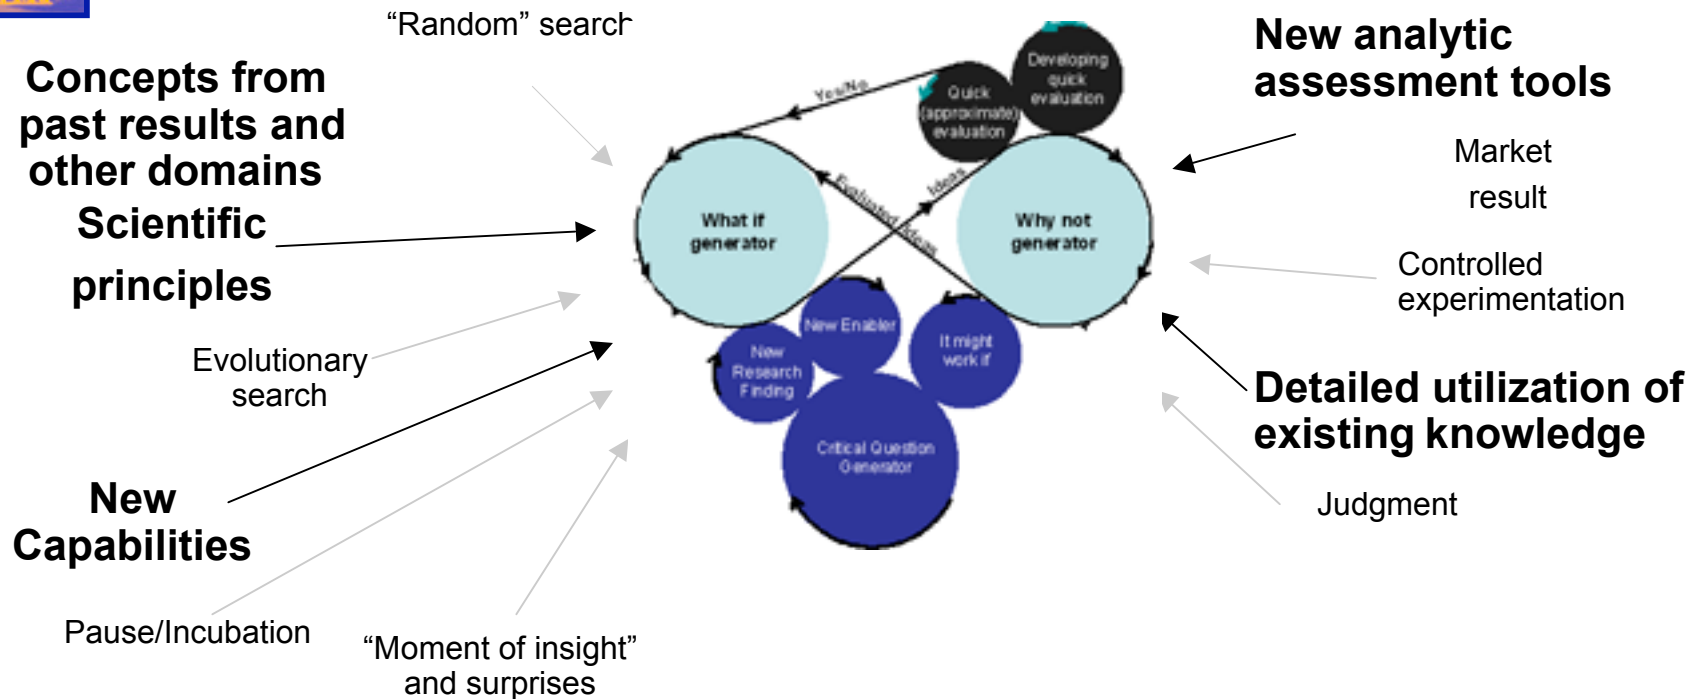 “Random” search
Concepts from
past results and
other domains
Scientific
principles
Evolutionary
search
New
Capabilities
Pause/Incubation
“Moment of insight”
and surprises
Yes/No
Quick
(approximate)
evaluation
Developing
quick
evaluation
What if
generator
Evaluated Ideas
Ideas
Why not
generator
New Enabler
New
Research
Finding
It might
work if
Critical Question
Generator
New analytic
assessment tools
Market
result
Controlled
experimentation
Detailed utilization of
existing knowledge
Judgment